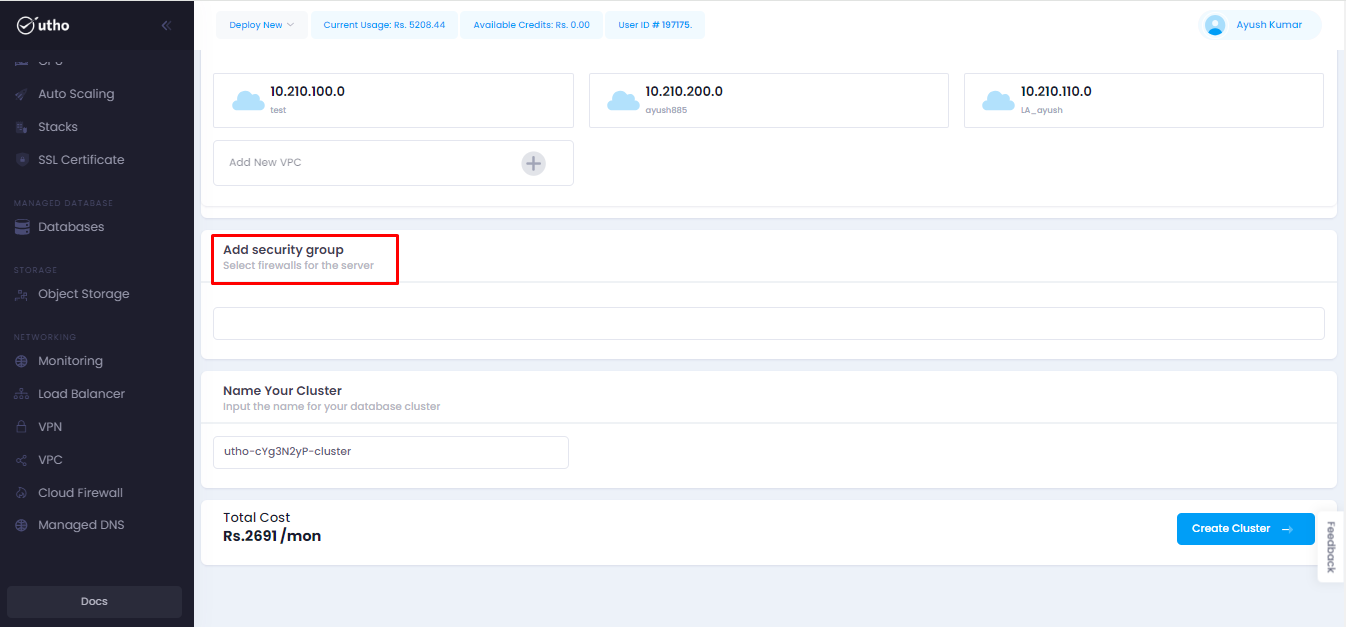 utho
Deploy New
Current Usage: Rs. 5208.44
Available Credits: Rs. 0.00
User ID # 197175.
Ayush Kumar
Auto Scaling
Stacks
SSL Certificate
MANAGED DATABASE
Databases
STORAGE
Object Storage
NETWORKING
Monitoring
Load Balancer
VPN
VPC
Cloud Firewall
Managed DNS
Docs
10.210.100.0
test
10.210.200.0
ayush885
10.210.110.0
LA_ayush
Add New VPC
Add security group
Select firewalls for the server
Name Your Cluster
Input the name for your database cluster
utho-cYg3N2yP-cluster
Total Cost
Rs.2691 /mon
Create Cluster
Feedback